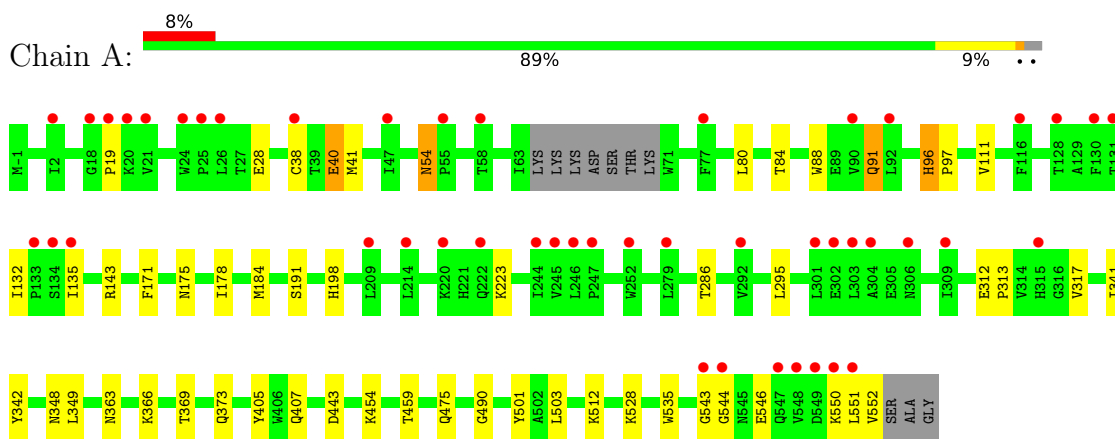 8%
Chain A:
89%
9%
• •
M-1 I2 G18 P19 K20 V21 W24 P25 L26 T27 E28 C38 T39 E40 M41 I47 N54 P55 T58 I63 LYS LYS LYS ASP SER THR LYS W71 F77 L80 T84 W88 E89 V90 Q91 L92 H96 P97 V111 F116 T128 A129 F130 T131
I132 P133 S134 I135 R143 F171 N175 I178 M184 S191 H198 L209 L214 K220 H221 Q222 K223 I244 V245 L246 P247 W252 L279 T286 V292 L295 L301 E302 L303 A304 E305 N306 I309 E312 P313 V314 H315 G316 V317 I341
Y342 N348 L349 N363 K366 T369 Q373 Y405 W406 Q407 D443 K454 T459 Q475 G490 Y501 A502 L503 K512 K528 W535 G543 G544 N545 E546 Q547 V548 D549 K550 L551 V552 SER ALA GLY